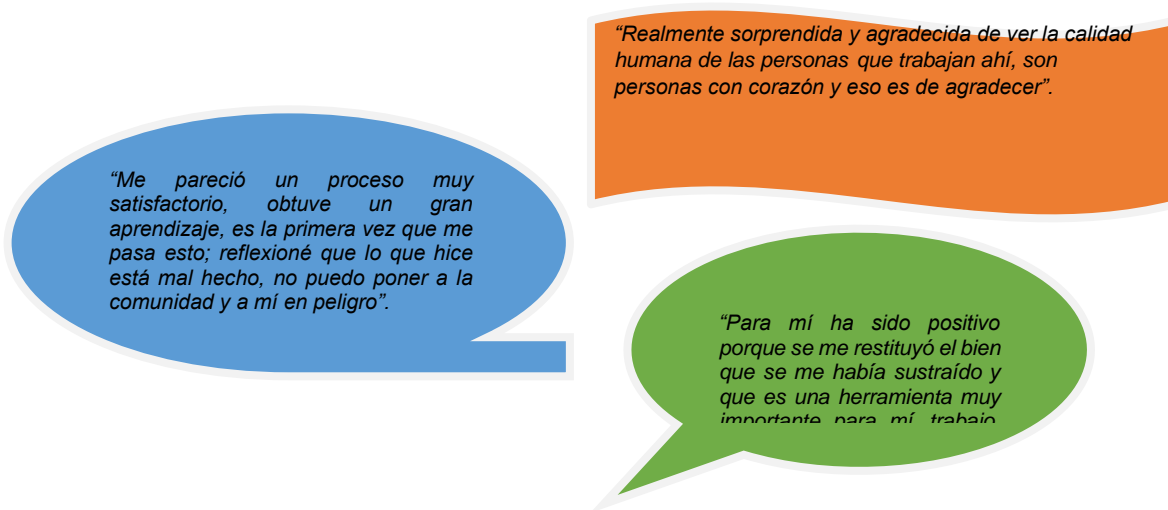 “Realmente sorprendida y agradecida de ver la calidad
humana de las personas que trabajan ahí, son
personas con corazón y eso es de agradecer”.
“Me pareció un proceso muy
satisfactorio, obtuve un gran
aprendizaje, es la primera vez que me
pasa esto; reflexioné que lo que hice
está mal hecho, no puedo poner a la
comunidad y a mí en peligro”.
“Para mí ha sido positivo
porque se me restituyó el bien
que se me había sustraído y
que es una herramienta muy
importante para mí trabajo.